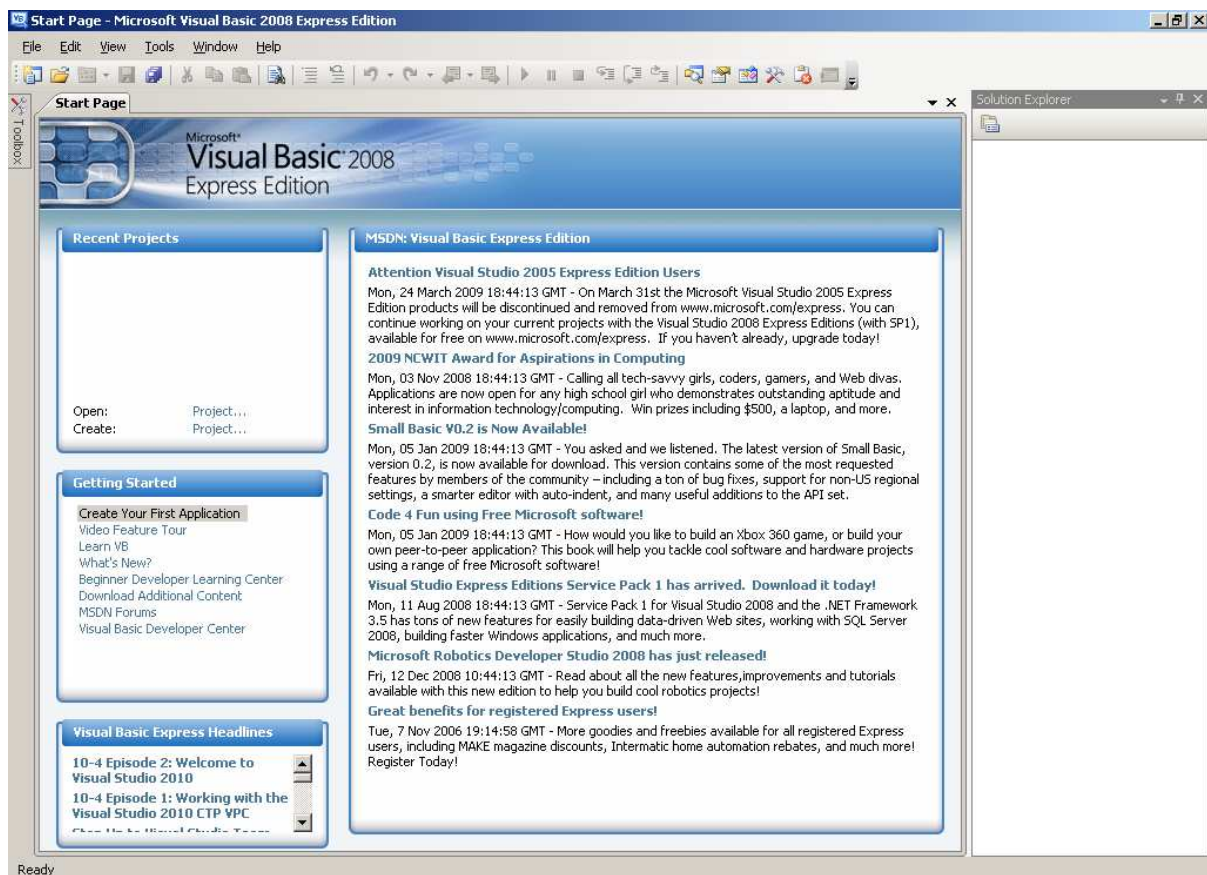 Start Page - Microsoft Visual Basic 2008 Express Edition
File Edit View Tools Window Help
Toolbox
Start Page
Solution Explorer
Microsoft®
Visual Basic® 2008
Express Edition
Recent Projects
Open: Project...
Create: Project...
Getting Started
Create Your First Application
Video Feature Tour
Learn VB
What's New?
Beginner Developer Learning Center
Download Additional Content
MSDN Forums
Visual Basic Developer Center
Visual Basic Express Headlines
10-4 Episode 2: Welcome to
Visual Studio 2010
10-4 Episode 1: Working with the
Visual Studio 2010 CTP VPC
MSDN: Visual Basic Express Edition
Attention Visual Studio 2005 Express Edition Users
Mon, 24 March 2009 18:44:13 GMT - On March 31st the Microsoft Visual Studio 2005 Express
Edition products will be discontinued and removed from www.microsoft.com/express. You can
continue working on your current projects with the Visual Studio 2008 Express Editions (with SP1),
available for free on www.microsoft.com/express. If you haven't already, upgrade today!
2009 NCWIT Award for Aspirations in Computing
Mon, 03 Nov 2008 18:44:13 GMT - Calling all tech-savvy girls, coders, gamers, and Web divas.
Applications are now open for any high school girl who demonstrates outstanding aptitude and
interest in information technology/computing. Win prizes including $500, a laptop, and more.
Small Basic V0.2 is Now Available!
Mon, 05 Jan 2009 18:44:13 GMT - You asked and we listened. The latest version of Small Basic,
version 0.2, is now available for download. This version contains some of the most requested
features by members of the community – including a ton of bug fixes, support for non-US regional
settings, a smarter editor with auto-indent, and many useful additions to the API set.
Code 4 Fun using Free Microsoft software!
Mon, 05 Jan 2009 18:44:13 GMT - How would you like to build an Xbox 360 game, or build your
own peer-to-peer application? This book will help you tackle cool software and hardware projects
using a range of free Microsoft software!
Visual Studio Express Editions Service Pack 1 has arrived. Download it today!
Mon, 11 Aug 2008 18:44:13 GMT - Service Pack 1 for Visual Studio 2008 and the .NET Framework
3.5 has tons of new features for easily building data-driven Web sites, working with SQL Server
2008, building faster Windows applications, and much more.
Microsoft Robotics Developer Studio 2008 has just released!
Fri, 12 Dec 2008 10:44:13 GMT - Read about all the new features,improvements and tutorials
available with this new edition to help you build cool robotics projects!
Great benefits for registered Express users!
Tue, 7 Nov 2006 19:14:58 GMT - More goodies and freebies available for all registered Express
users, including MAKE magazine discounts, Intermatic home automation rebates, and much more!
Register Today!
Ready